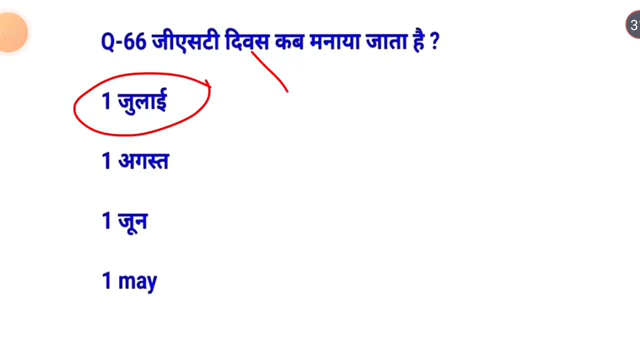 Q-66 जीएसटी दिवस कब मनाया जाता है ?
1 जुलाई
1 अगस्त
1 जून
1 may